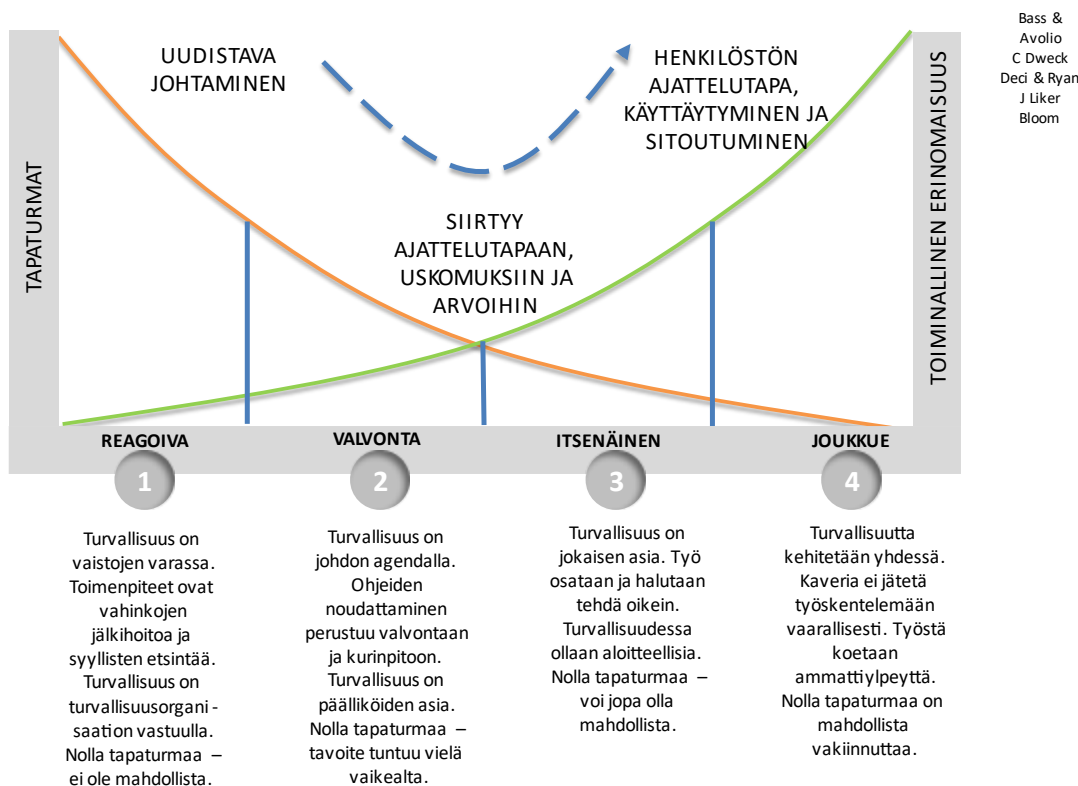 Bass &
Avolio
C Dweck
Deci & Ryan
J Liker
Bloom
UUDISTAVA
JOHTAMINEN
HENKILÖSTÖN
AJATTELUTAPA,
KÄYTTÄYTYMINEN JA
SITOUTUMINEN
TAPATURMAT
SIIRTYY
AJATTELUTAPAAN,
USKOMUKSIIN JA
ARVOIHIN
TOIMINALLINEN ERINOMAISUUS
REAGOIVA
VALVONTA
ITSENÄINEN
JOUKKUE
1
2
3
4
Turvallisuus on
vaistojen varassa.
Toimenpiteet ovat
vahinkojen
jälkihoitoa ja
syyllisten etsintää.
Turvallisuus on
turvallisuusorgani -
saation vastuulla.
Nolla tapaturmaa –
ei ole mahdollista.
Turvallisuus on
johdon agendalla.
Ohjeiden
noudattaminen
perustuu valvontaan
ja kurinpitoon.
Turvallisuus on
päälliköiden asia.
Nolla tapaturmaa –
tavoite tuntuu vielä
vaikealta.
Turvallisuus on
jokaisen asia. Työ
osataan ja halutaan
tehdä oikein.
Turvallisuudessa
ollaan aloitteellisia.
Nolla tapaturmaa –
voi jopa olla
mahdollista.
Turvallisuutta
kehitetään yhdessä.
Kaveria ei jätetä
työskentelemään
vaarallisesti. Työstä
koetaan
ammattiylpeyttä.
Nolla tapaturmaa on
mahdollista
vakiinnuttaa.